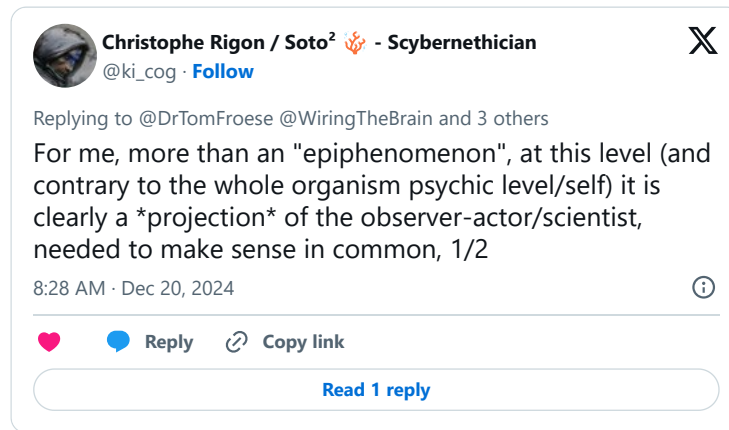 Christophe Rigon / Soto² 🪸 - Scybernethician
@ki_cog · Follow
Replying to @DrTomFroese @WiringTheBrain and 3 others
For me, more than an "epiphenomenon", at this level (and
contrary to the whole organism psychic level/self) it is
clearly a *projection* of the observer-actor/scientist,
needed to make sense in common, 1/2
8:28 AM · Dec 20, 2024
Reply Copy link
Read 1 reply